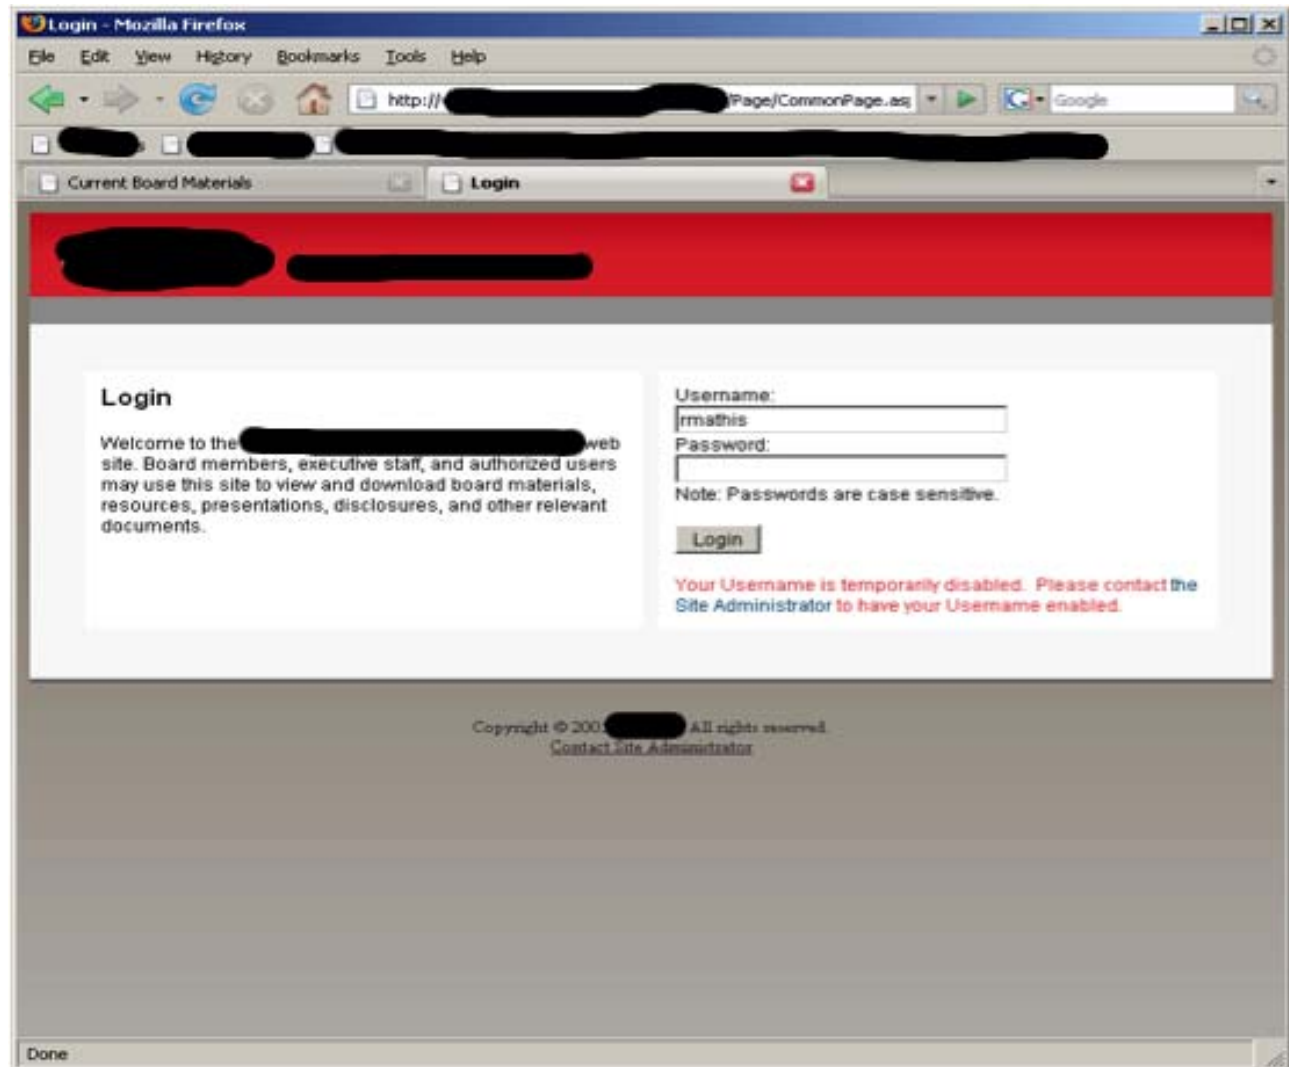 Login - Mozilla Firefox
File Edit View History Bookmarks Tools Help
http:// /Page/CommonPage.as
Google
Current Board Materials Login
Login
Welcome to the web
site. Board members, executive staff, and authorized users
may use this site to view and download board materials,
resources, presentations, disclosures, and other relevant
documents.
Username:
rmathis
Password:
Note: Passwords are case sensitive.
Login
Your Username is temporarily disabled. Please contact the
Site Administrator to have your Username enabled.
Copyright © 200 All rights reserved.
Contact Site Administrator
Done